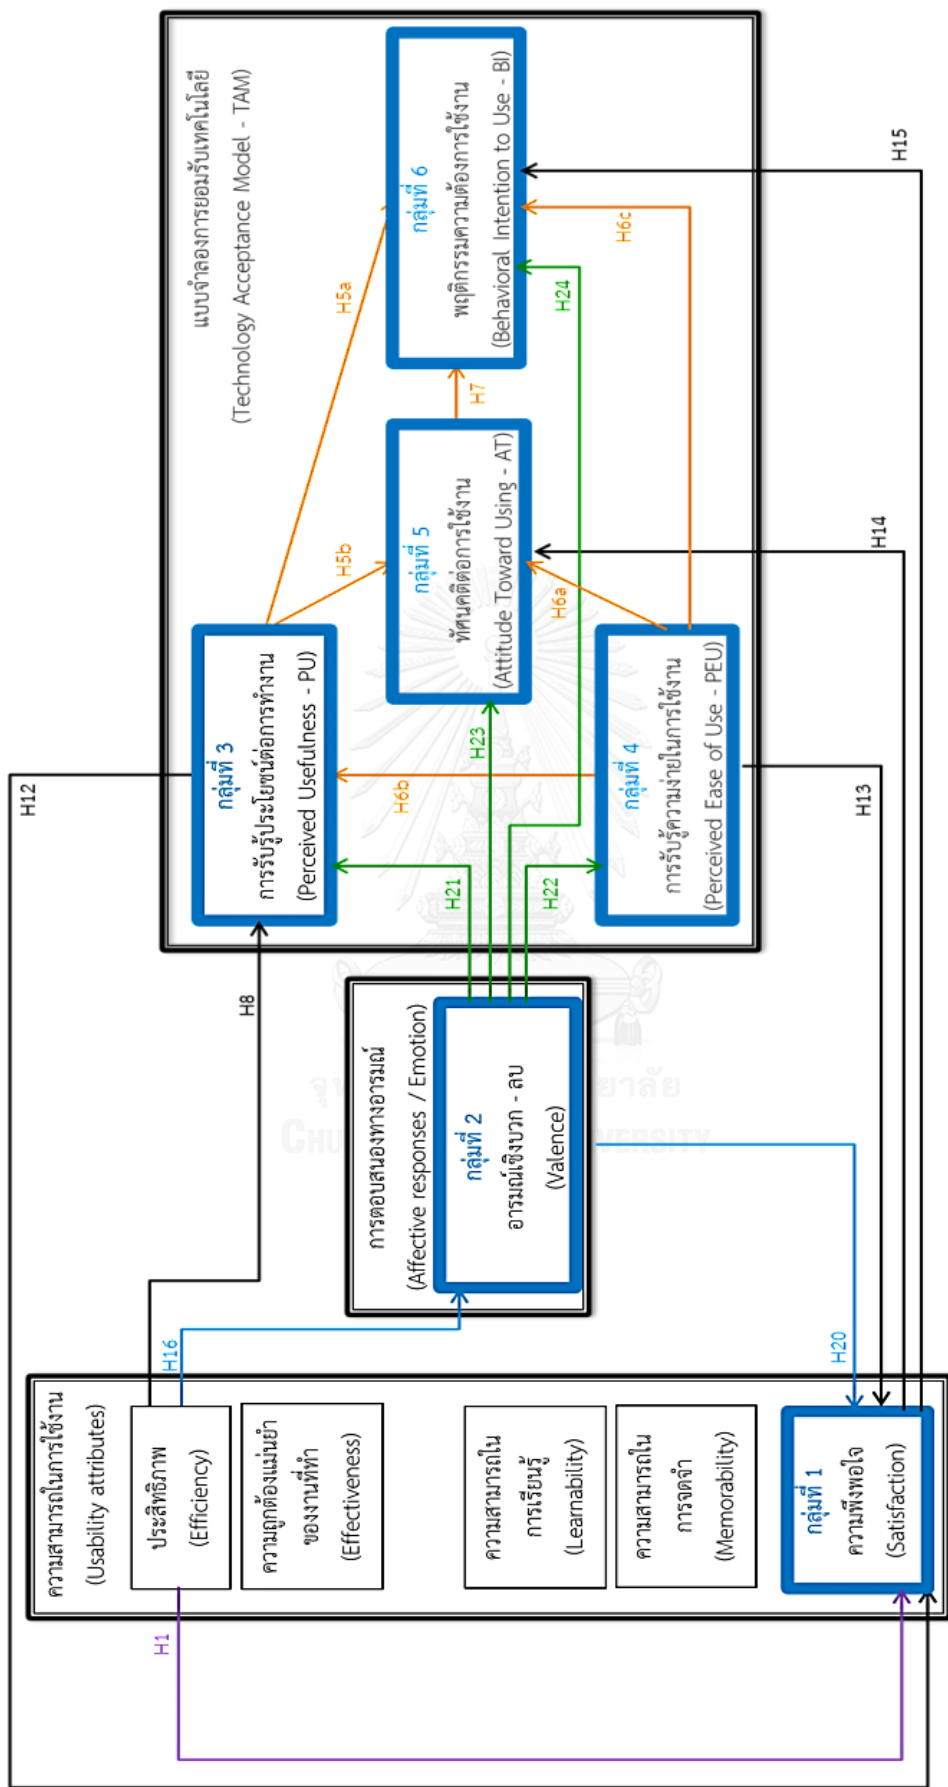 ความสามารถในการใช้งาน
(Usability attributes)
ประสิทธิภาพ
(Efficiency)
ความถูกต้องแม่นยำ
ของงานที่ทำ
(Effectiveness)
ความสามารถใน
การเรียนรู้
(Learnability)
ความสามารถใน
การจดจำ
(Memorability)
กลุ่มที่ 1
ความพึงพอใจ
(Satisfaction)
การตอบสนองทางอารมณ์
(Affective responses / Emotion)
กลุ่มที่ 2
อารมณ์เชิงบวก - ลบ
(Valence)
แบบจำลองการยอมรับเทคโนโลยี
(Technology Acceptance Model - TAM)
กลุ่มที่ 3
การรับรู้ประโยชน์ต่อการทำงาน
(Perceived Usefulness - PU)
กลุ่มที่ 4
การรับรู้ความง่ายในการใช้งาน
(Perceived Ease of Use - PEU)
กลุ่มที่ 5
ทัศนคติต่อการใช้งาน
(Attitude Toward Using - AT)
กลุ่มที่ 6
พฤติกรรมความต้องการใช้งาน
(Behavioral Intention to Use - BI)
H1
H16
H8
H12
H20
H13
H14
H15
H21
H22
H23
H24
H6b
H5b
H5a
H6a
H6c
H7